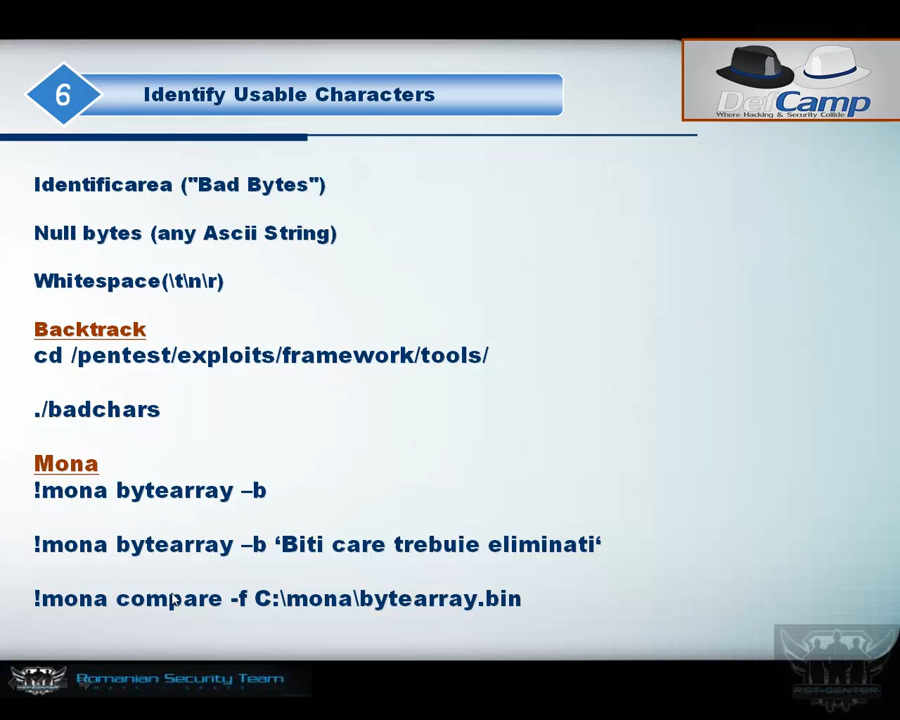 6
Identify Usable Characters
DefCamp
Where Hacking & Security Collide
Identificarea ("Bad Bytes")
Null bytes (any Ascii String)
Whitespace(\t\n\r)
Backtrack
cd /pentest/exploits/framework/tools/
./badchars
Mona
!mona bytearray –b
!mona bytearray –b ‘Biti care trebuie eliminati‘
!mona compare -f C:\mona\bytearray.bin
Romanian Security Team
RST-CENTER